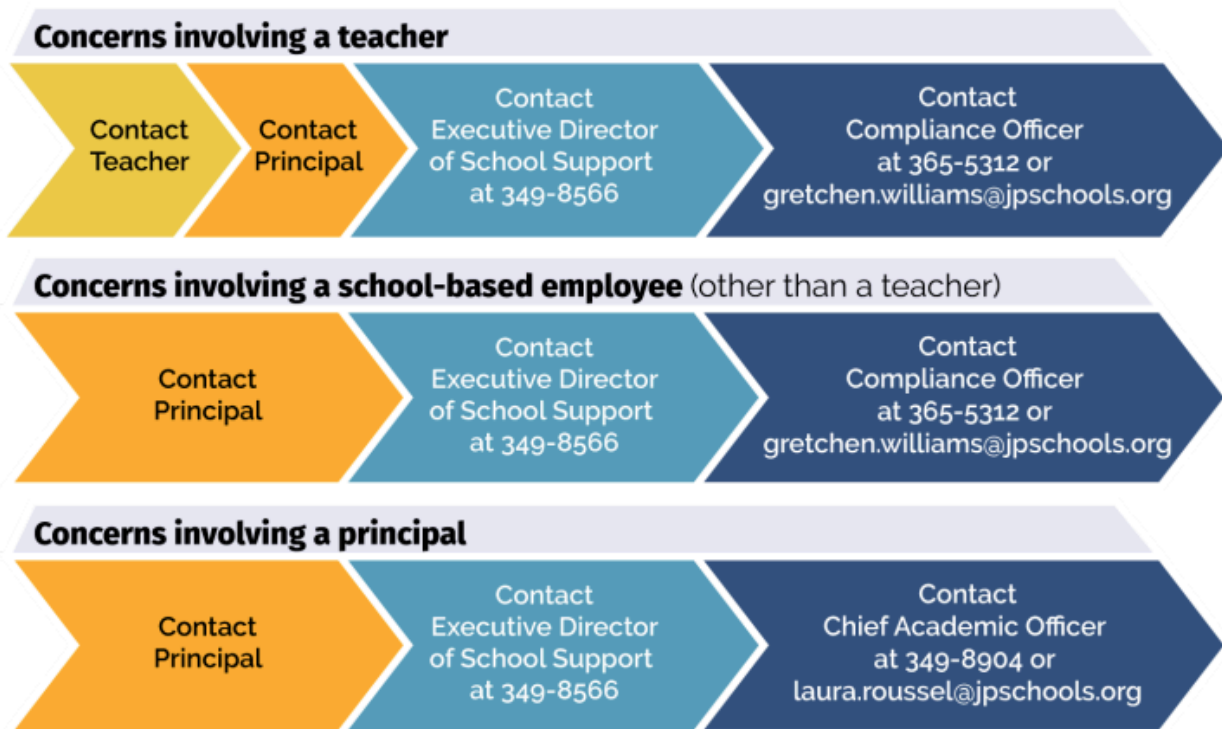 Concerns involving a teacher
Contact
Teacher
Contact
Principal
Contact
Executive Director
of School Support
at 349-8566
Contact
Compliance Officer
at 365-5312 or
gretchen.williams@jpschools.org
Concerns involving a school-based employee (other than a teacher)
Contact
Principal
Contact
Executive Director
of School Support
at 349-8566
Contact
Compliance Officer
at 365-5312 or
gretchen.williams@jpschools.org
Concerns involving a principal
Contact
Principal
Contact
Executive Director
of School Support
at 349-8566
Contact
Chief Academic Officer
at 349-8904 or
laura.roussel@jpschools.org